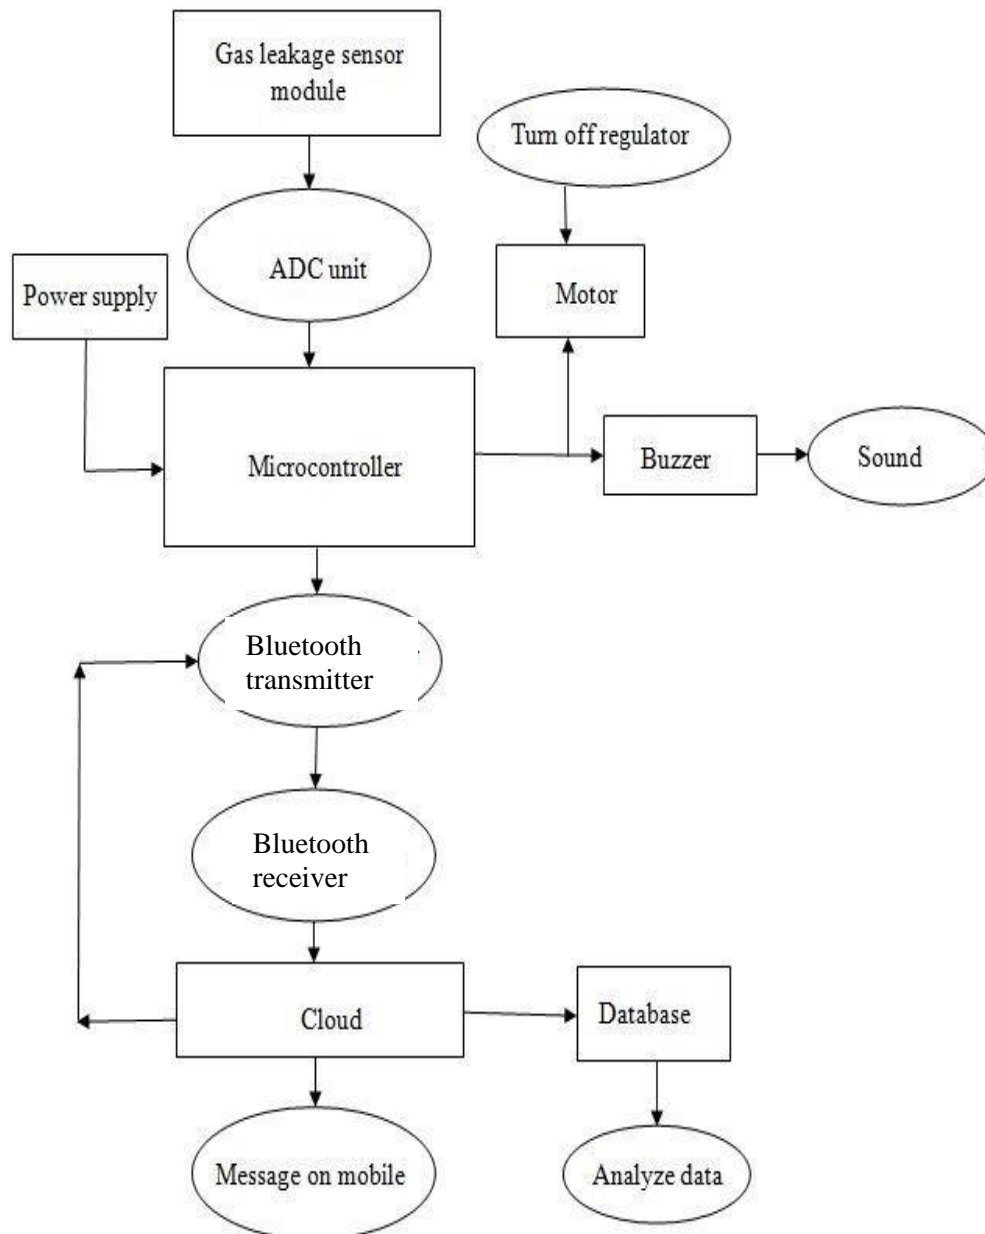 Gas leakage sensor
module
Turn off regulator
ADC unit
Power supply
Motor
Microcontroller
Buzzer
Sound
Bluetooth
transmitter
Bluetooth
receiver
Cloud
Database
Message on mobile
Analyze data